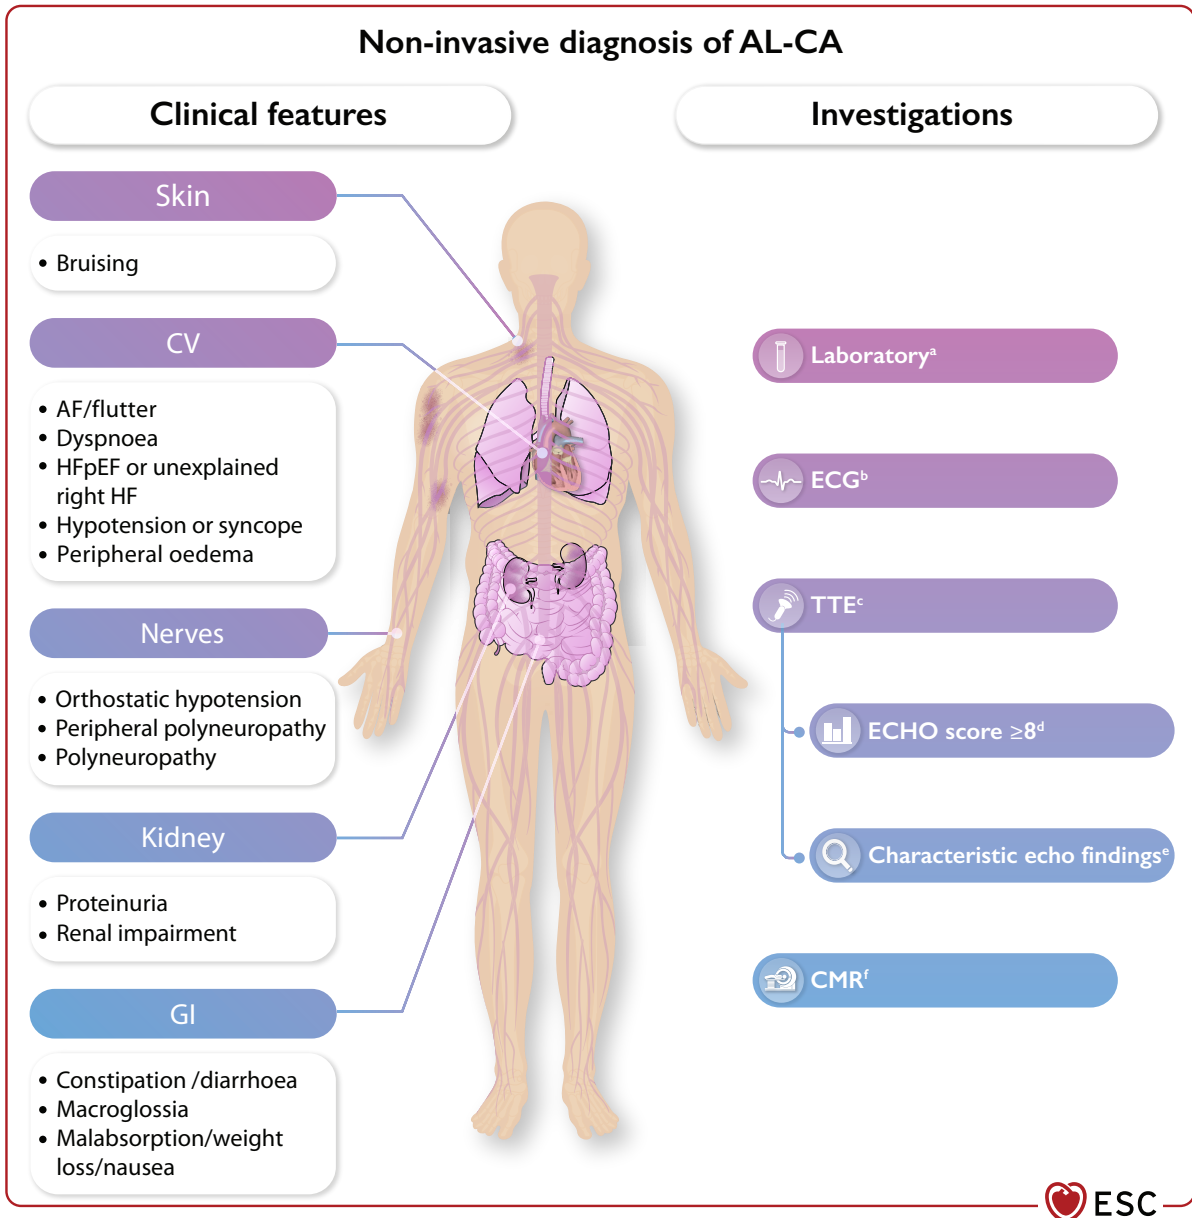 Non-invasive diagnosis of AL-CA
Clinical features
Skin
• Bruising
CV
• AF/flutter
• Dyspnoea
• HFpEF or unexplained
right HF
• Hypotension or syncope
• Peripheral oedema
Nerves
• Orthostatic hypotension
• Peripheral polyneuropathy
• Polyneuropathy
Kidney
• Proteinuria
• Renal impairment
GI
• Constipation /diarrhoea
• Macroglossia
• Malabsorption/weight
loss/nausea
Investigations
Laboratoryᵃ
ECGᵇ
TTEᶜ
ECHO score ≥8ᵈ
Characteristic echo findingsᵉ
CMRᶠ
ESC